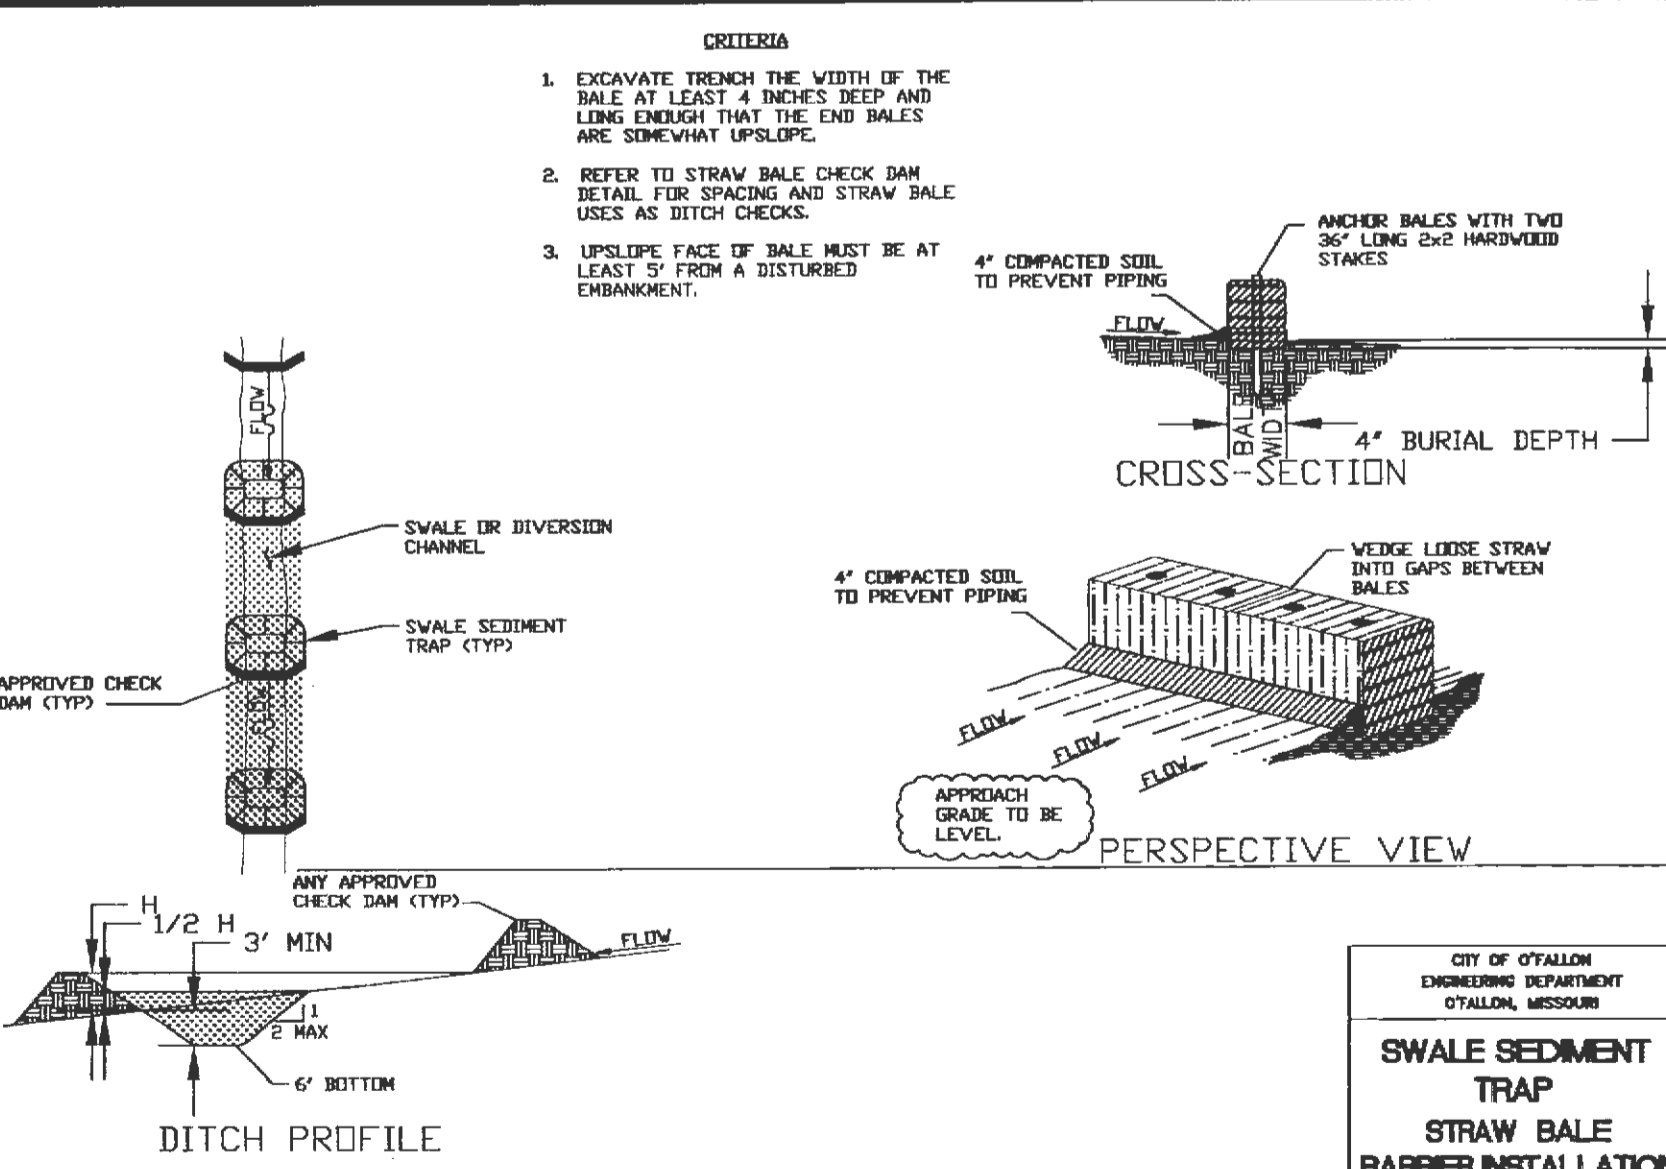 CRITERIA
1. EXCAVATE TRENCH THE WIDTH OF THE
BALE AT LEAST 4 INCHES DEEP AND
LONG ENOUGH THAT THE END BALES
ARE SOMEWHAT UPSLOPE.
2. REFER TO STRAW BALE CHECK DAM
DETAIL FOR SPACING AND STRAW BALE
USES AS DITCH CHECKS.
3. UPSLOPE FACE OF BALE MUST BE AT
LEAST 5' FROM A DISTURBED
EMBANKMENT.
ANCHOR BALES WITH TWO
36" LONG 2x2 HARDWOOD
STAKES
4" COMPACTED SOIL
TO PREVENT PIPING
FLOW
BALE
WIDTH
4" BURIAL DEPTH
CROSS-SECTION
FLOW
SWALE OR DIVERSION
CHANNEL
SWALE SEDIMENT
TRAP (TYP)
APPROVED CHECK
DAM (TYP)
FLOW
WEDGE LOOSE STRAW
INTO GAPS BETWEEN
BALES
4" COMPACTED SOIL
TO PREVENT PIPING
FLOW
FLOW
FLOW
APPROACH
GRADE TO BE
LEVEL.
PERSPECTIVE VIEW
ANY APPROVED
CHECK DAM (TYP)
H
1/2 H
3' MIN
FLOW
1
2 MAX
6' BOTTOM
DITCH PROFILE
CITY OF O'FALLON
ENGINEERING DEPARTMENT
O'FALLON, MISSOURI
SWALE SEDIMENT
TRAP
STRAW BALE
BARRIER INSTALLATION